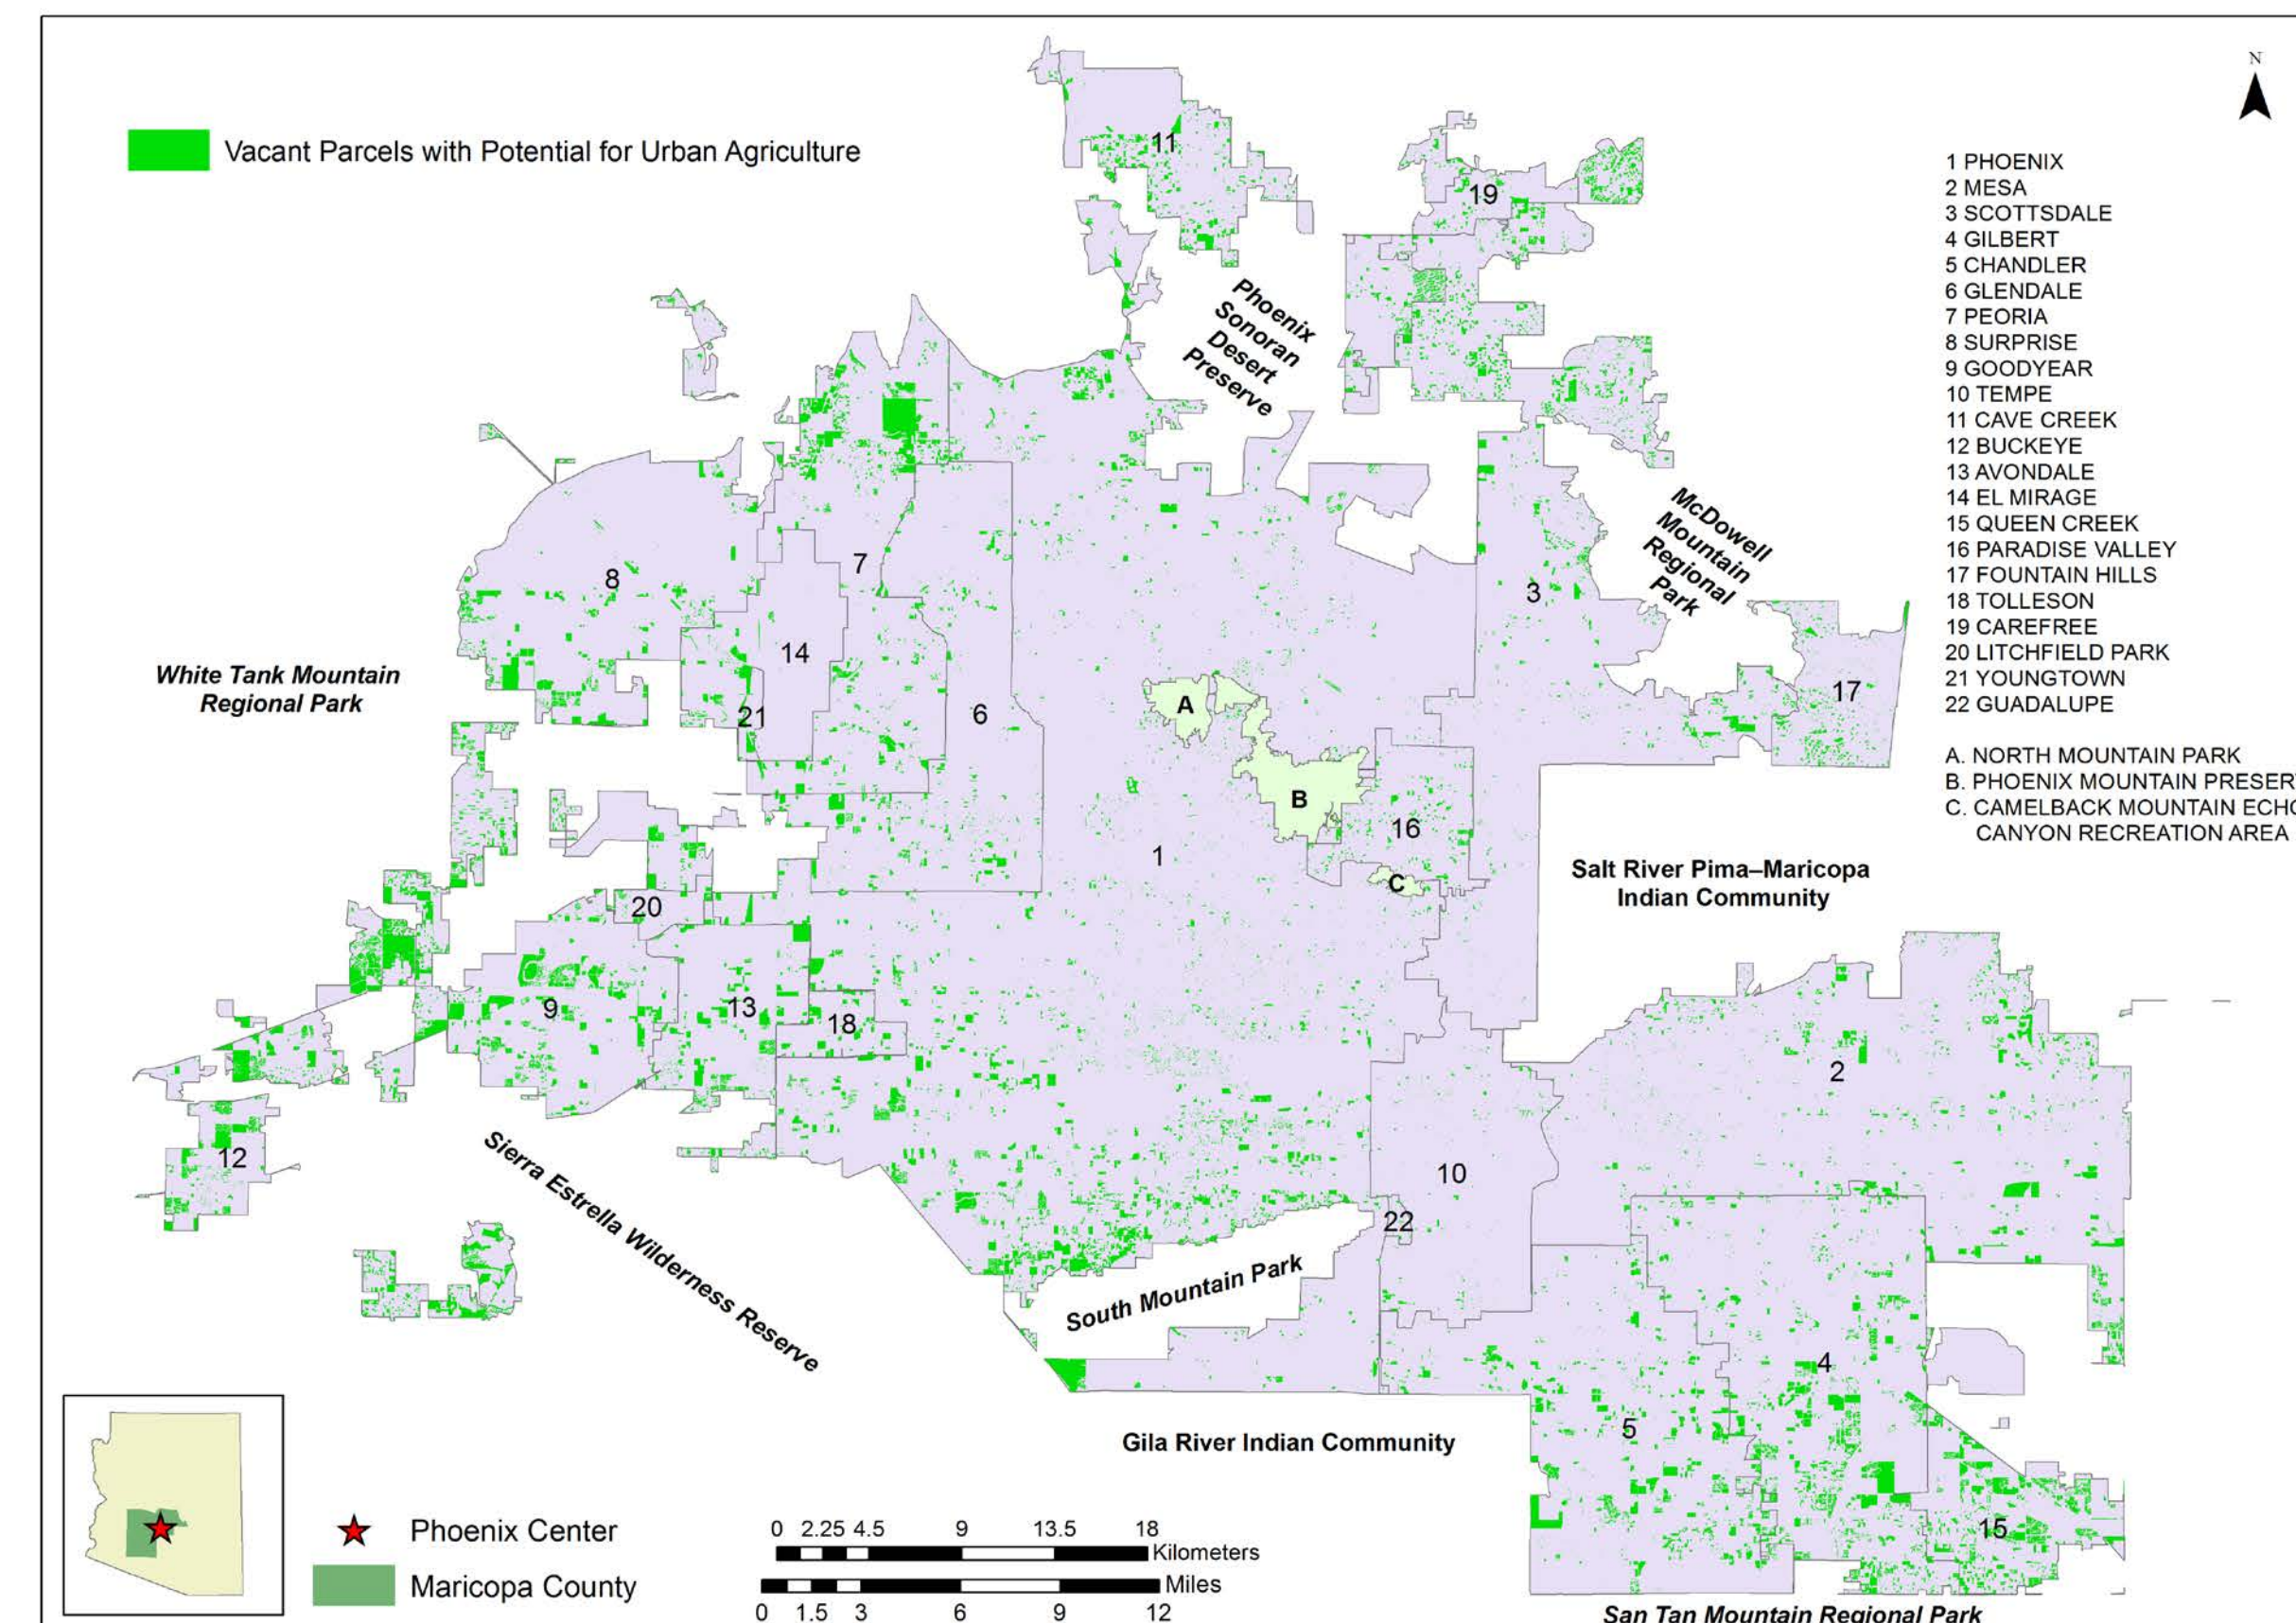 N
Vacant Parcels with Potential for Urban Agriculture
1 PHOENIX
2 MESA
3 SCOTTSDALE
4 GILBERT
5 CHANDLER
6 GLENDALE
7 PEORIA
8 SURPRISE
9 GOODYEAR
10 TEMPE
11 CAVE CREEK
12 BUCKEYE
13 AVONDALE
14 EL MIRAGE
15 QUEEN CREEK
16 PARADISE VALLEY
17 FOUNTAIN HILLS
18 TOLLESON
19 CAREFREE
20 LITCHFIELD PARK
21 YOUNGTOWN
22 GUADALUPE
A. NORTH MOUNTAIN PARK
B. PHOENIX MOUNTAIN PRESER
C. CAMELBACK MOUNTAIN ECHO
CANYON RECREATION AREA
11
19
Phoenix
Sonoran
Desert
Preserve
McDowell
Mountain
Regional
Park
8
7
3
14
White Tank Mountain
Regional Park
21
6
A
17
B
16
1
C
Salt River Pima–Maricopa
Indian Community
20
9
13
18
2
12
10
Sierra Estrella Wilderness Reserve
22
South Mountain Park
4
5
Gila River Indian Community
15
San Tan Mountain Regional Park
Phoenix Center
Maricopa County
0 2.25 4.5 9 13.5 18
Kilometers
Miles
0 1.5 3 6 9 12